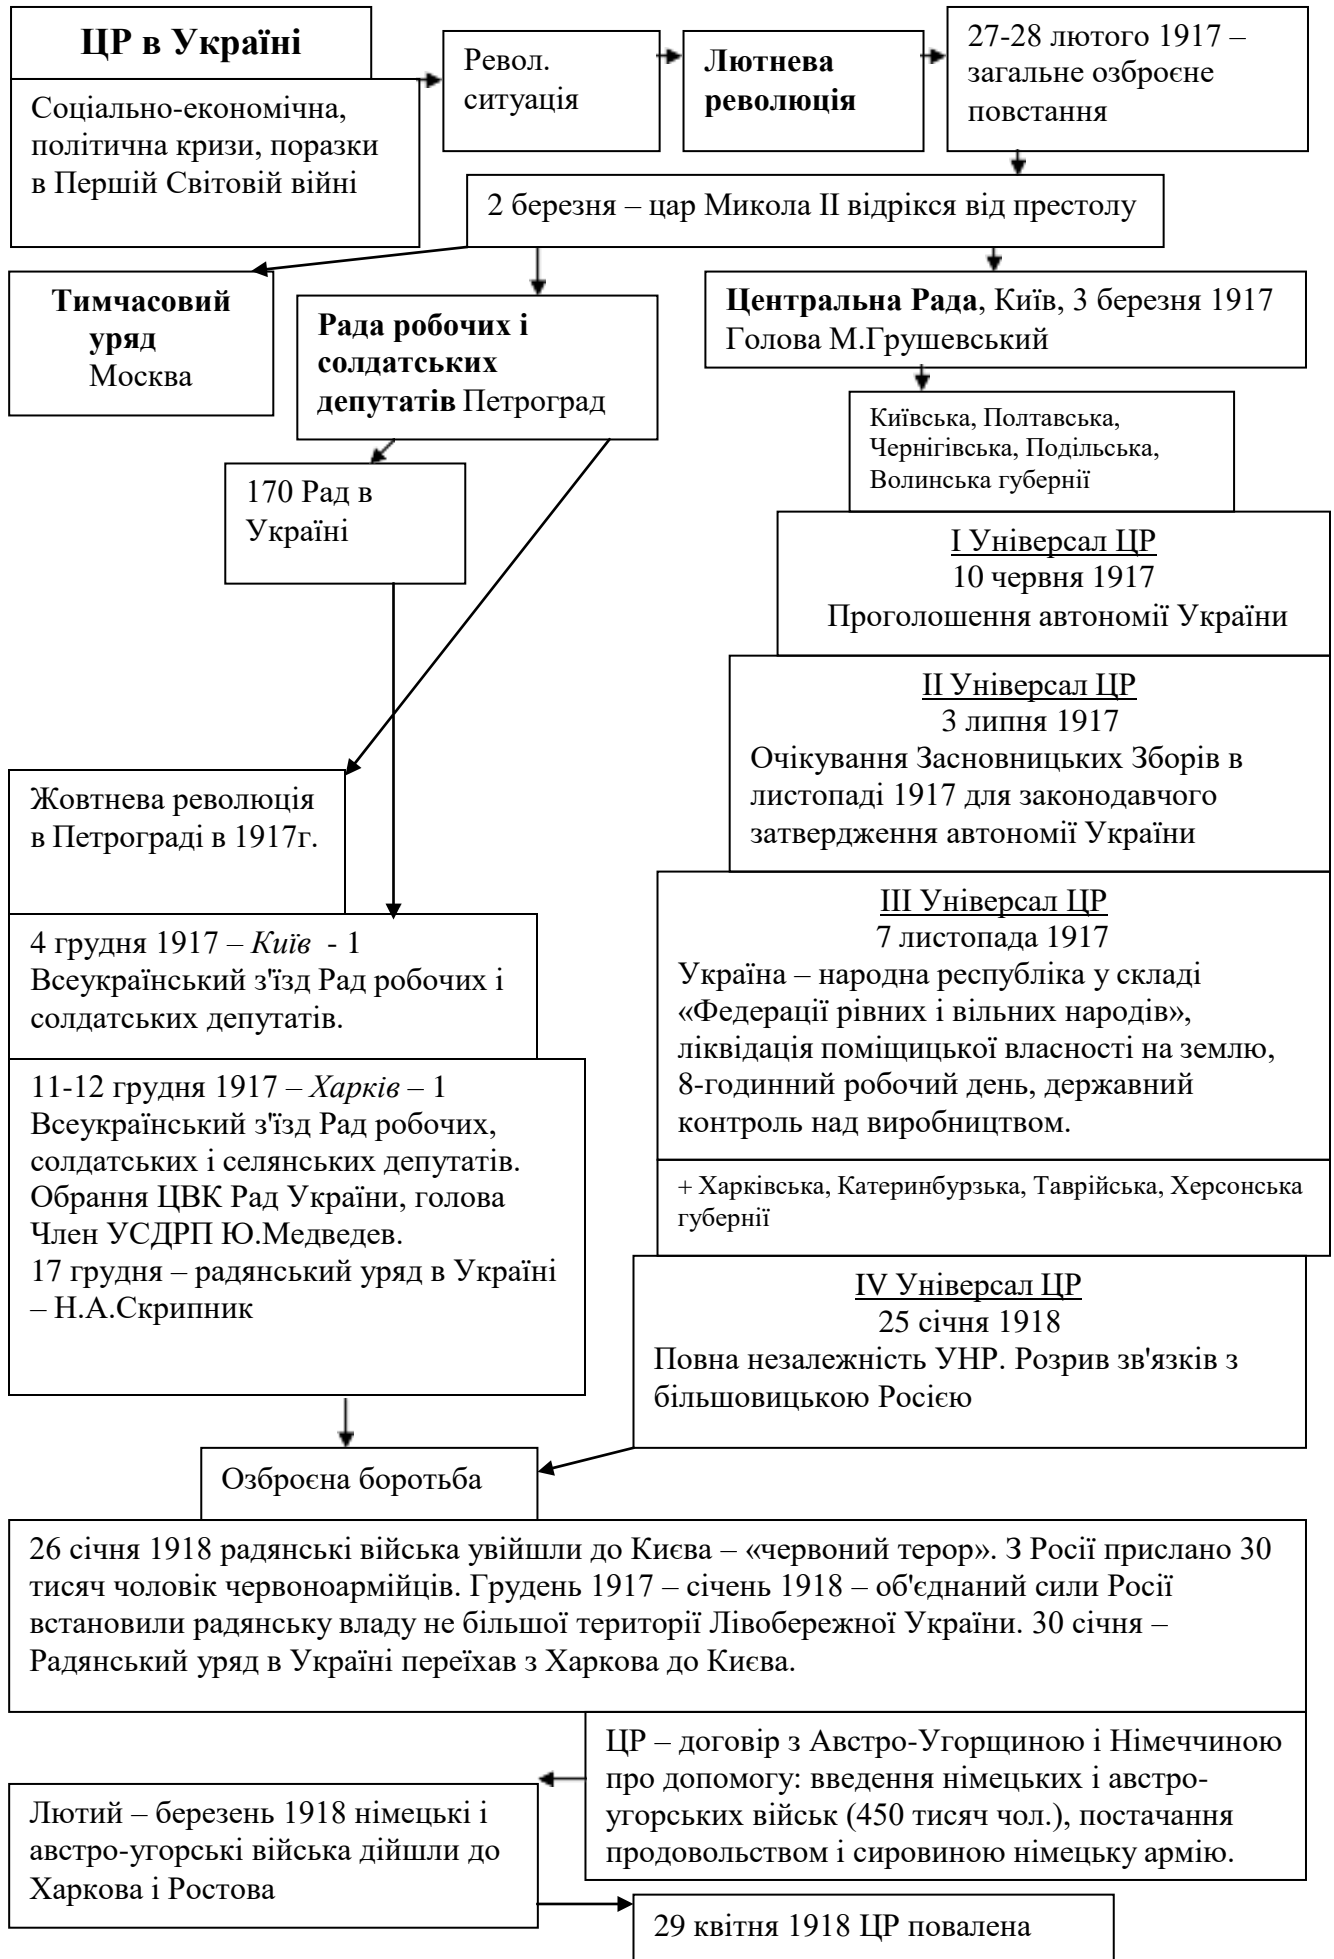 ЦР в Україні
Соціально-економічна,
політична кризи, поразки
в Першій Світовій війні
Револ.
ситуація
Лютнева
революція
27-28 лютого 1917 –
загальне озброєне
повстання
2 березня – цар Микола ІІ відрікся від престолу
Тимчасовий
уряд
Москва
Рада робочих і
солдатських
депутатів Петроград
Центральна Рада, Київ, 3 березня 1917
Голова М.Грушевський
170 Рад в
Україні
Київська, Полтавська,
Чернігівська, Подільська,
Волинська губернії
І Універсал ЦР
10 червня 1917
Проголошення автономії України
ІІ Універсал ЦР
3 липня 1917
Очікування Засновницьких Зборів в
листопаді 1917 для законодавчого
затвердження автономії України
Жовтнева революція
в Петрограді в 1917г.
ІІІ Універсал ЦР
7 листопада 1917
Україна – народна республіка у складі
«Федерації рівних і вільних народів»,
ліквідація поміщицької власності на землю,
8-годинний робочий день, державний
контроль над виробництвом.
4 грудня 1917 – Київ - 1
Всеукраїнський з'їзд Рад робочих і
солдатських депутатів.
11-12 грудня 1917 – Харків – 1
Всеукраїнський з'їзд Рад робочих,
солдатських і селянських депутатів.
Обрання ЦВК Рад України, голова
Член УСДРП Ю.Медведев.
17 грудня – радянський уряд в Україні
– Н.А.Скрипник
+ Харківська, Катеринбурзька, Таврійська, Херсонська
губернії
IV Універсал ЦР
25 січня 1918
Повна незалежність УНР. Розрив зв'язків з
більшовицькою Росією
Озброєна боротьба
26 січня 1918 радянські війська увійшли до Києва – «червоний терор». З Росії прислано 30
тисяч чоловік червоноармійців. Грудень 1917 – січень 1918 – об'єднаний сили Росії
встановили радянську владу не більшої території Лівобережної України. 30 січня –
Радянський уряд в Україні переїхав з Харкова до Києва.
ЦР – договір з Австро-Угорщиною і Німеччиною
про допомогу: введення німецьких і австро-
угорських військ (450 тисяч чол.), постачання
продовольством і сировиною німецьку армію.
Лютий – березень 1918 німецькі і
австро-угорські війська дійшли до
Харкова і Ростова
29 квітня 1918 ЦР повалена